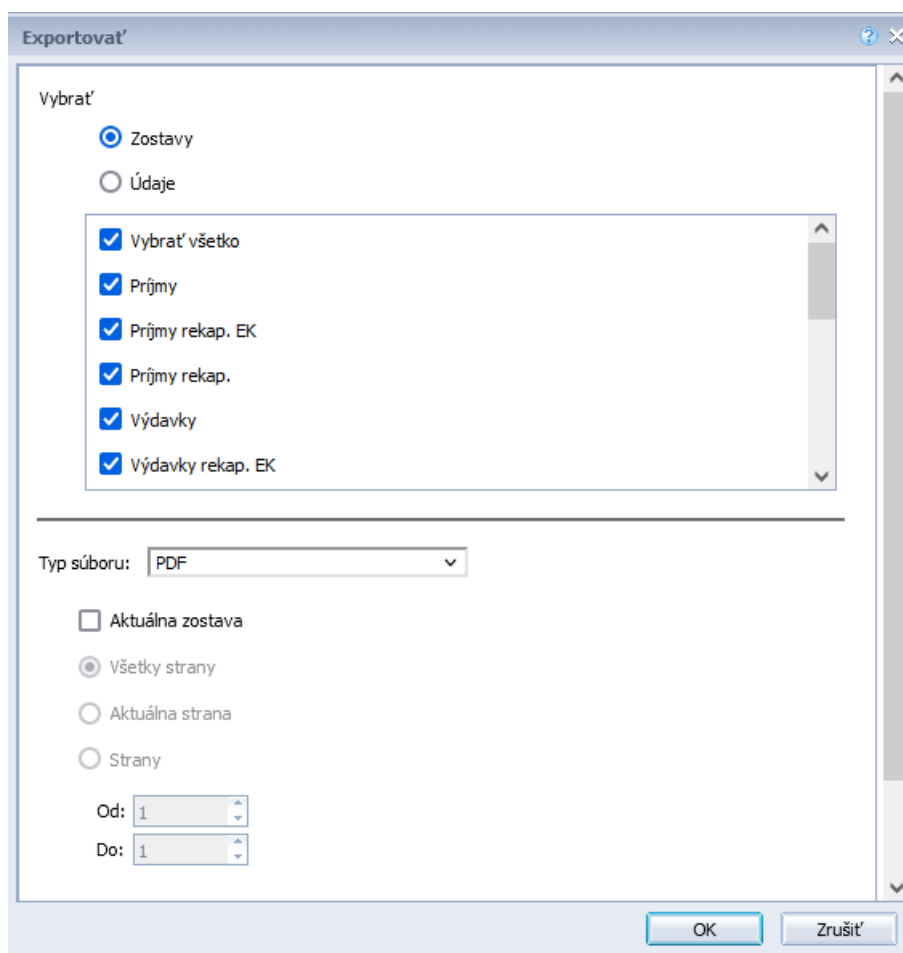 Exportovať
Vybrať
Zostavy
Údaje
Vybrať všetko
Príjmy
Príjmy rekap. EK
Príjmy rekap.
Výdavky
Výdavky rekap. EK
Typ súboru: PDF
Aktuálna zostava
Všetky strany
Aktuálna strana
Strany
Od: 1
Do: 1
OK Zrušiť